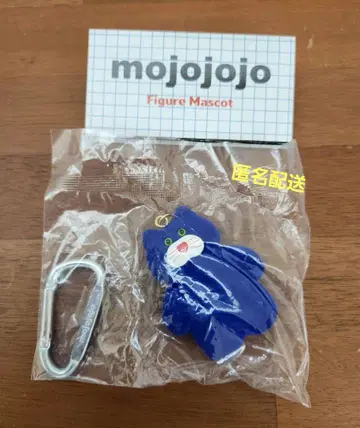 mojojojo
Figure Mascot
匿名配送